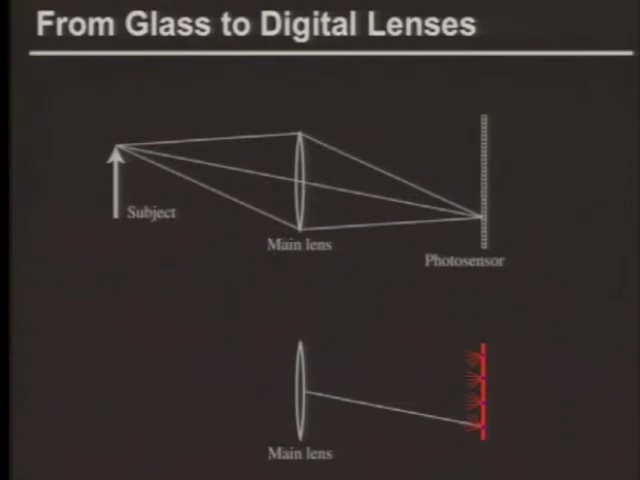 From Glass to Digital Lenses
Subject
Main lens
Photosensor
Main lens